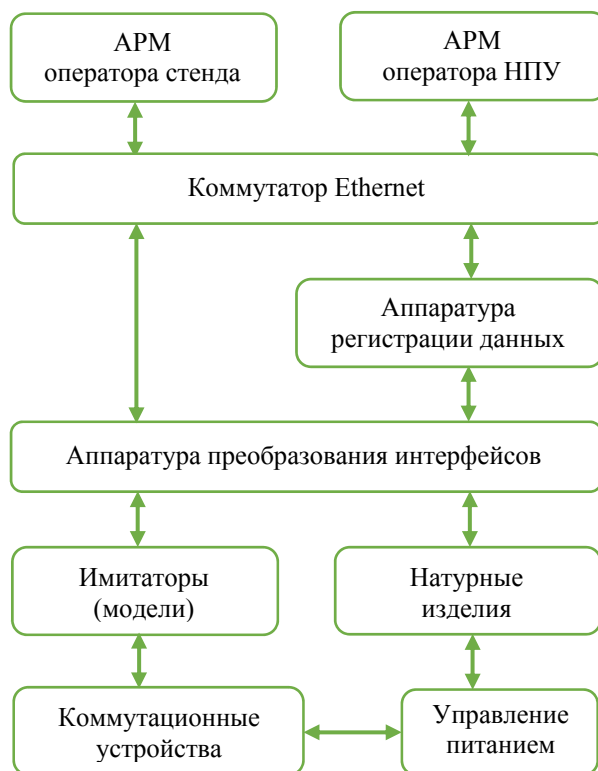 АРМ
оператора стенда
АРМ
оператора НПУ
Коммутатор Ethernet
Аппаратура
регистрации данных
Аппаратура преобразования интерфейсов
Имитаторы
(модели)
Натурные
изделия
Коммутационные
устройства
Управление
питанием